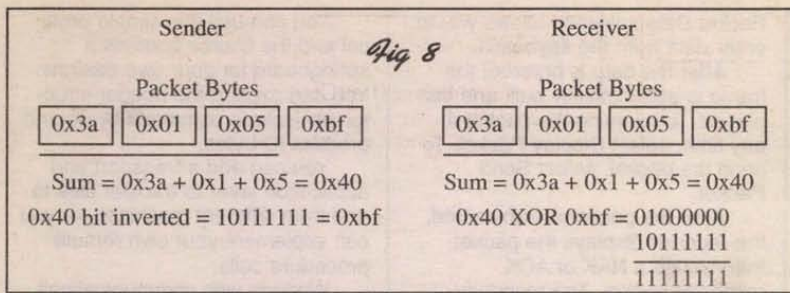 Sender
Fig 8
Receiver
Packet Bytes
0x3a 0x01 0x05 0xbf
Sum = 0x3a + 0x1 + 0x5 = 0x40
0x40 bit inverted = 10111111 = 0xbf
Packet Bytes
0x3a 0x01 0x05 0xbf
Sum = 0x3a + 0x1 + 0x5 = 0x40
0x40 XOR 0xbf = 01000000
10111111
11111111